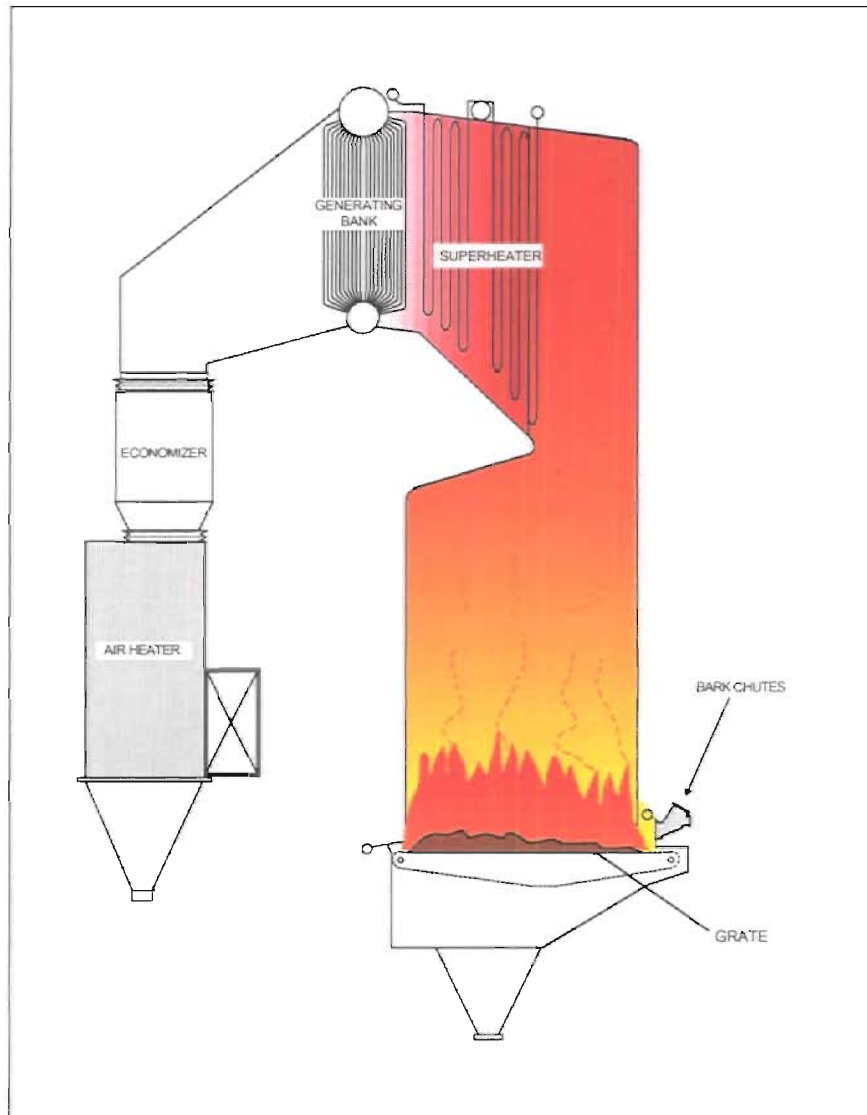 GENERATING
BANK
SUPERHEATER
ECONOMIZER
AIR HEATER
BARK CHUTES
GRATE